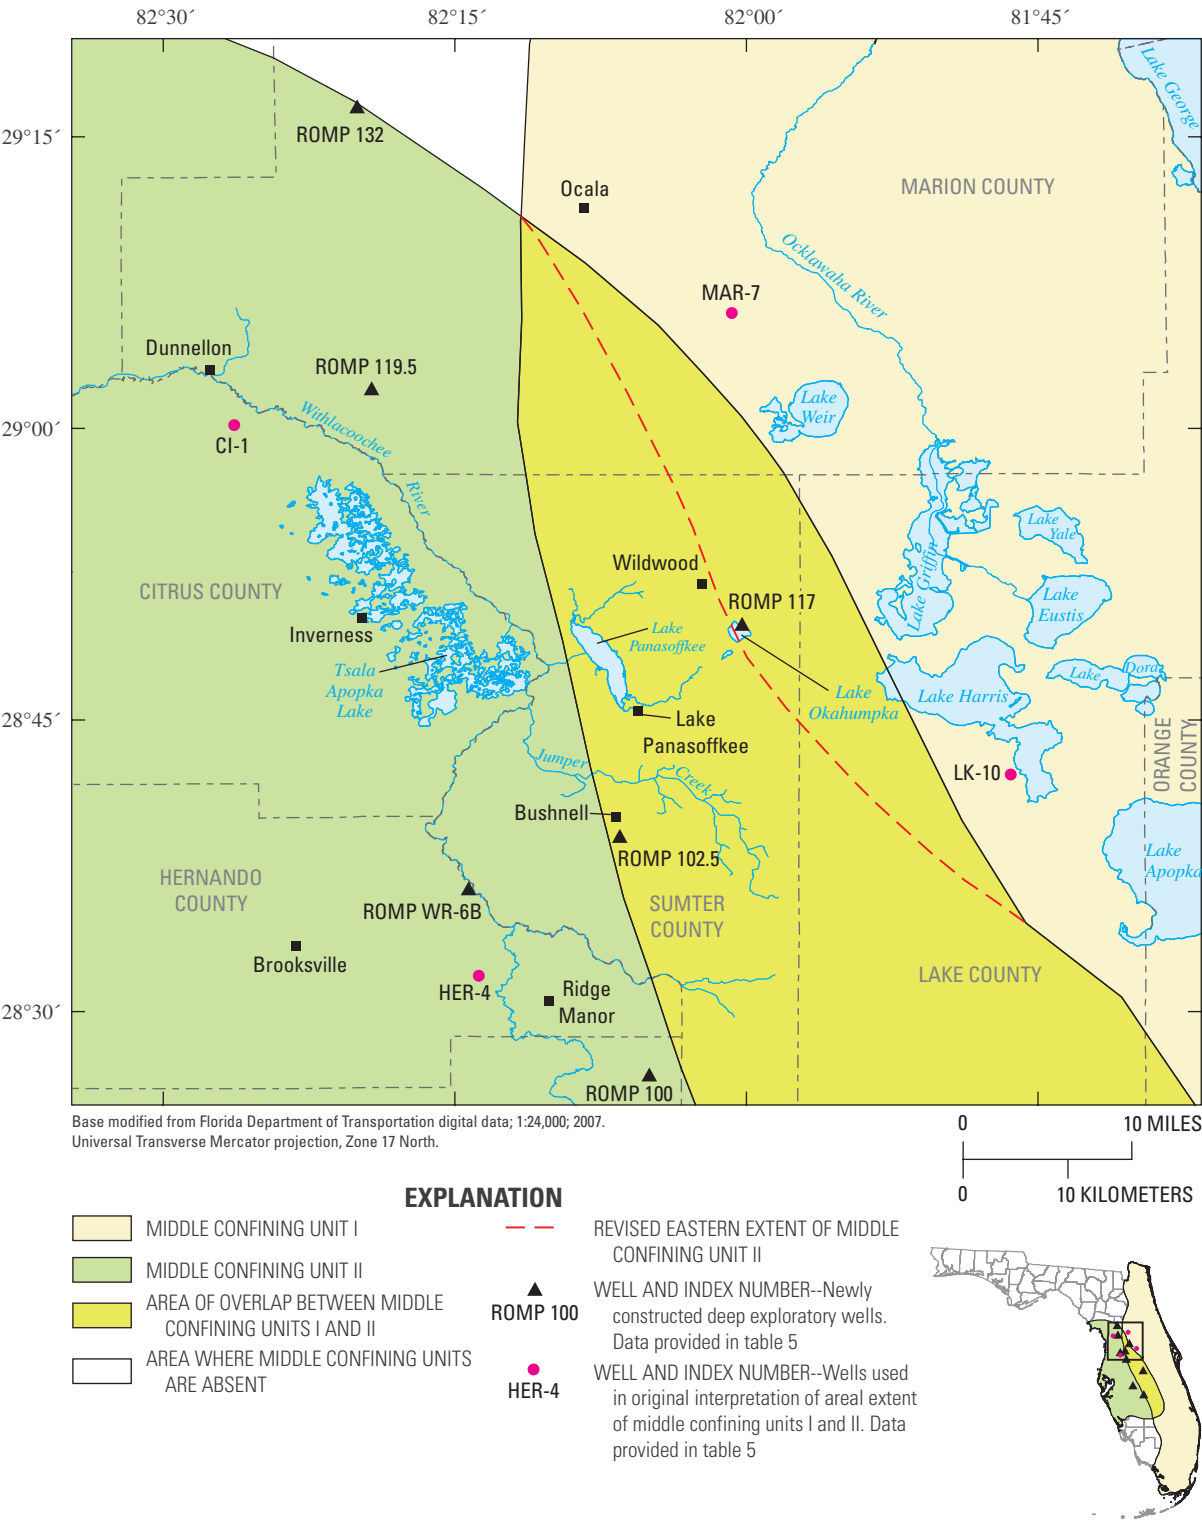 82°30´ 82°15´ 82°00´ 81°45´
29°15´
29°00´
28°45´
28°30´
Lake George
ROMP 132
MARION COUNTY
Ocala
Ocklawaha River
MAR-7
Dunnellon
ROMP 119.5
Lake
Weir
Withlacoochee
River
CI-1
Lake
Yale
Lake Griffin
Wildwood
CITRUS COUNTY
ROMP 117
Lake
Eustis
Inverness
Lake
Panasoffkee
Tsala
Apopka
Lake
Lake
Okahumpka
Lake Harris
Lake
Dora
Lake
Panasoffkee
ORANGE
COUNTY
Jumper
Creek
LK-10
Bushnell
ROMP 102.5
Lake
Apopka
HERNANDO
COUNTY
ROMP WR-6B
SUMTER
COUNTY
Brooksville
HER-4
LAKE COUNTY
Ridge
Manor
ROMP 100
Base modified from Florida Department of Transportation digital data; 1:24,000; 2007.
Universal Transverse Mercator projection, Zone 17 North.
0 10 MILES
0 10 KILOMETERS
EXPLANATION
MIDDLE CONFINING UNIT I
MIDDLE CONFINING UNIT II
AREA OF OVERLAP BETWEEN MIDDLE
CONFINING UNITS I AND II
AREA WHERE MIDDLE CONFINING UNITS
ARE ABSENT
REVISED EASTERN EXTENT OF MIDDLE
CONFINING UNIT II
ROMP 100
WELL AND INDEX NUMBER--Newly
constructed deep exploratory wells.
Data provided in table 5
HER-4
WELL AND INDEX NUMBER--Wells used
in original interpretation of areal extent
of middle confining units I and II. Data
provided in table 5